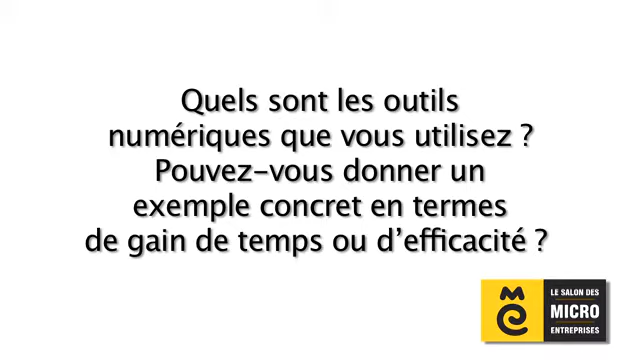 Quels sont les outils
numériques que vous utilisez ?
Pouvez-vous donner un
exemple concret en termes
de gain de temps ou d’efficacité ?
LE SALON DES
MICRO
ENTREPRISES